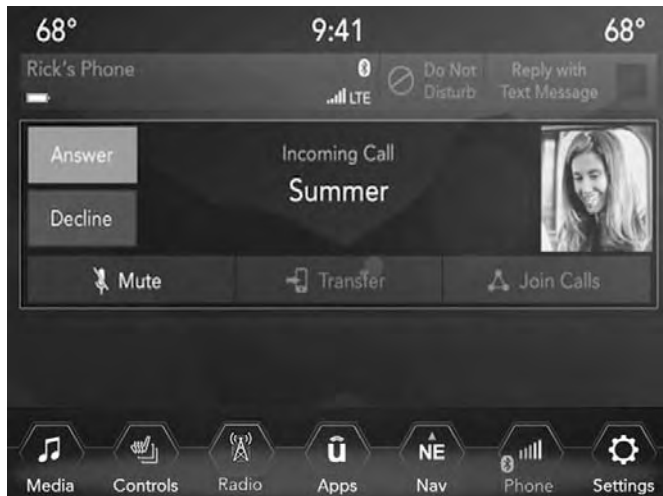 68° 9:41 68°
Rick's Phone
LTE
Do Not
Disturb
Reply with
Text Message
Answer
Incoming Call
Summer
Decline
Mute Transfer Join Calls
ū NE
Media Controls Radio Apps Nav Phone Settings